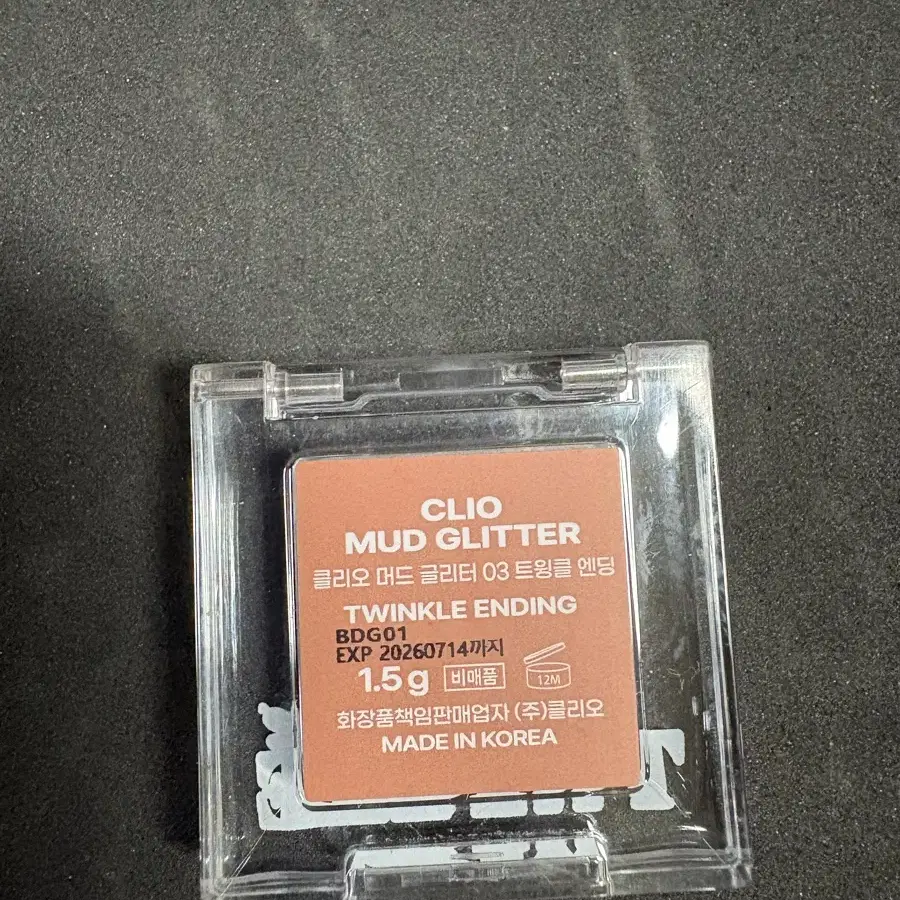 CLIO
MUD GLITTER
클리오 머드 글리터 03 트윙클 엔딩
TWINKLE ENDING
BDG01
EXP 20260714까지
1.5 g 비매품 12M
화장품책임판매업자 (주)클리오
MADE IN KOREA